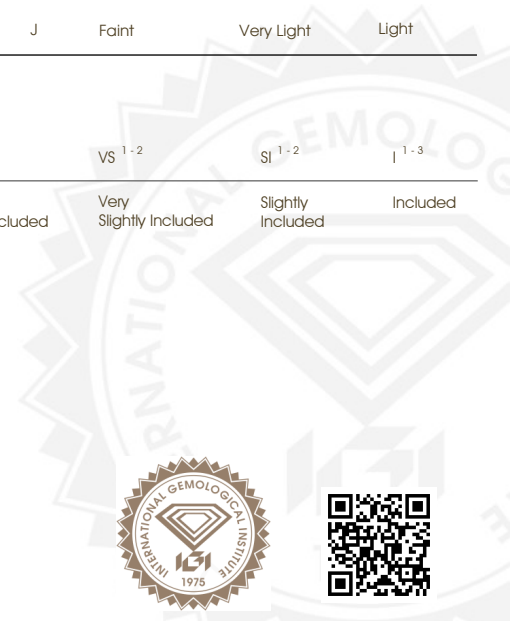 J Faint Very Light Light
VS 1 - 2 SI 1 - 2 I 1 - 3
Very Slightly Included
cluded Slightly Included Included
INTERNATIONAL GEMOLOGICAL INSTITUTE
IGI
1975